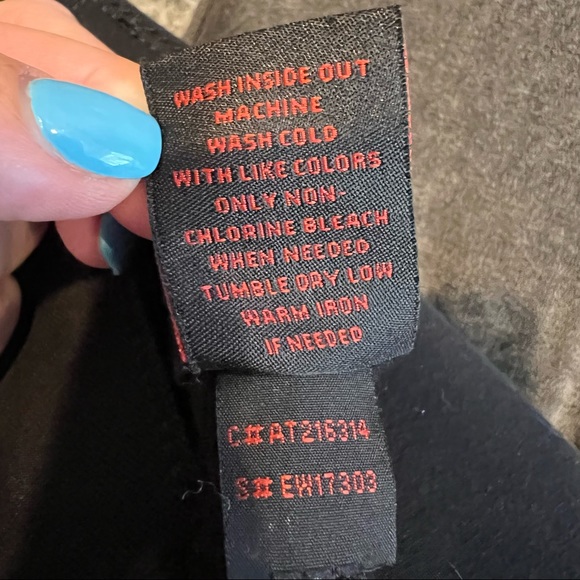 WASH INSIDE OUT
MACHINE
WASH COLD
WITH LIKE COLORS
ONLY NON-
CHLORINE BLEACH
WHEN NEEDED
TUMBLE DRY LOW
WARM IRON
IF NEEDED
C# AT216314
S# EW17303